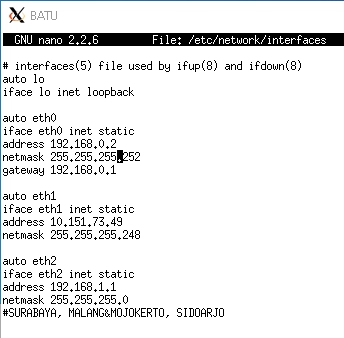 BATU
GNU nano 2.2.6 File: /etc/network/interfaces
# interfaces(5) file used by ifup(8) and ifdown(8)
auto lo
iface lo inet loopback
auto eth0
iface eth0 inet static
address 192.168.0.2
netmask 255.255.255.252
gateway 192.168.0.1
auto eth1
iface eth1 inet static
address 10.151.73.49
netmask 255.255.255.248
auto eth2
iface eth2 inet static
address 192.168.1.1
netmask 255.255.255.0
#SURABAYA, MALANG&MOJOKERTO, SIDOARJO